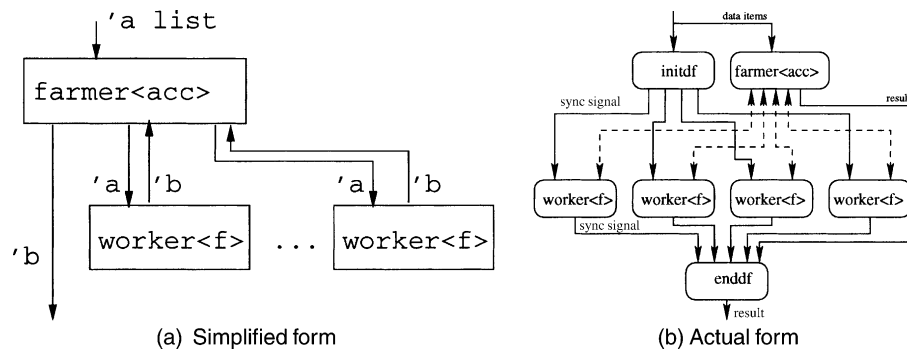 'a list
farmer<acc>
'a
'b
'a
'b
worker<f>
...
worker<f>
'b
(a) Simplified form
data items
initdf
farmer<acc>
sync signal
result
worker<f>
worker<f>
worker<f>
worker<f>
sync signal
enddf
result
(b) Actual form